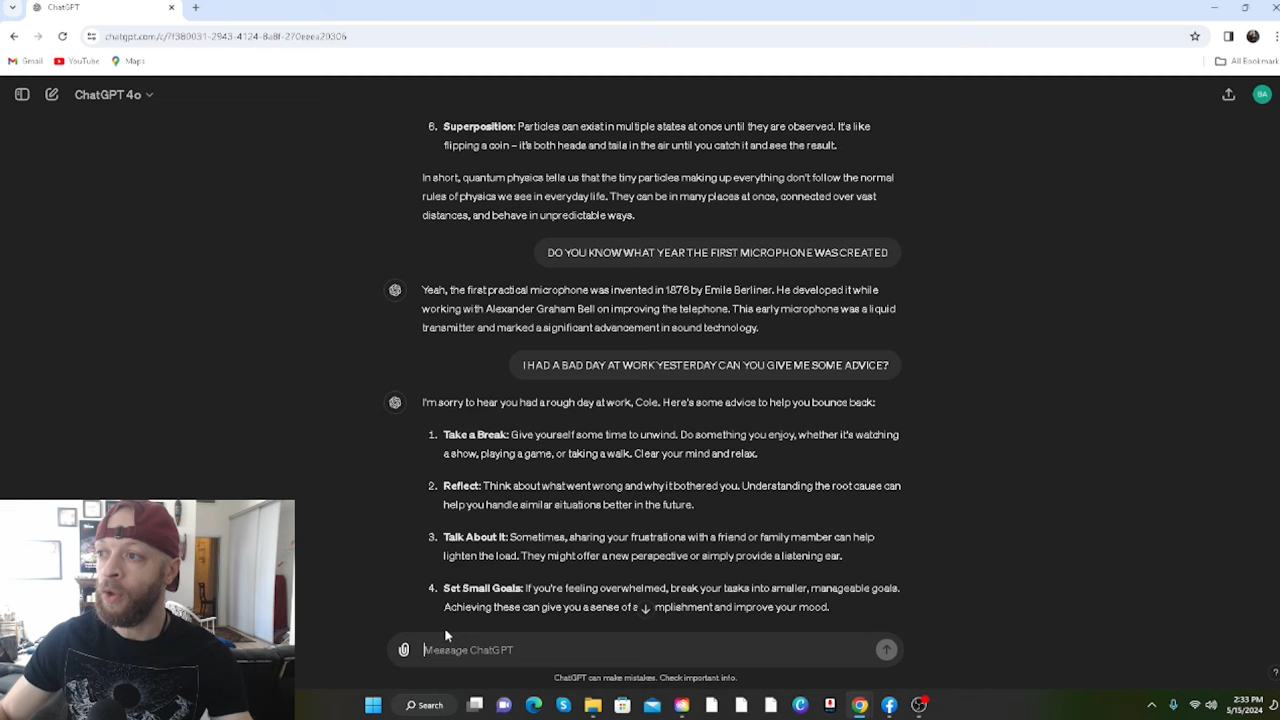 ChatGPT
chatgpt.com/c/7f380031-2943-4124-8a8f-270eeea20306
Gmail
YouTube
Maps
All Bookmark
ChatGPT 4o
BA
6. Superposition: Particles can exist in multiple states at once until they are observed. It's like
flipping a coin – it's both heads and tails in the air until you catch it and see the result.
In short, quantum physics tells us that the tiny particles making up everything don't follow the normal
rules of physics we see in everyday life. They can be in many places at once, connected over vast
distances, and behave in unpredictable ways.
DO YOU KNOW WHAT YEAR THE FIRST MICROPHONE WAS CREATED
Yeah, the first practical microphone was invented in 1876 by Emile Berliner. He developed it while
working with Alexander Graham Bell on improving the telephone. This early microphone was a liquid
transmitter and marked a significant advancement in sound technology.
I HAD A BAD DAY AT WORK YESTERDAY CAN YOU GIVE ME SOME ADVICE?
I'm sorry to hear you had a rough day at work, Cole. Here's some advice to help you bounce back:
1. Take a Break: Give yourself some time to unwind. Do something you enjoy, whether it's watching
a show, playing a game, or taking a walk. Clear your mind and relax.
2. Reflect: Think about what went wrong and why it bothered you. Understanding the root cause can
help you handle similar situations better in the future.
3. Talk About It: Sometimes, sharing your frustrations with a friend or family member can help
lighten the load. They might offer a new perspective or simply provide a listening ear.
4. Set Small Goals: If you're feeling overwhelmed, break your tasks into smaller, manageable goals.
Achieving these can give you a sense of a mplishment and improve your mood.
Message ChatGPT
ChatGPT can make mistakes. Check important info.
Search
2:33 PM
5/15/2024